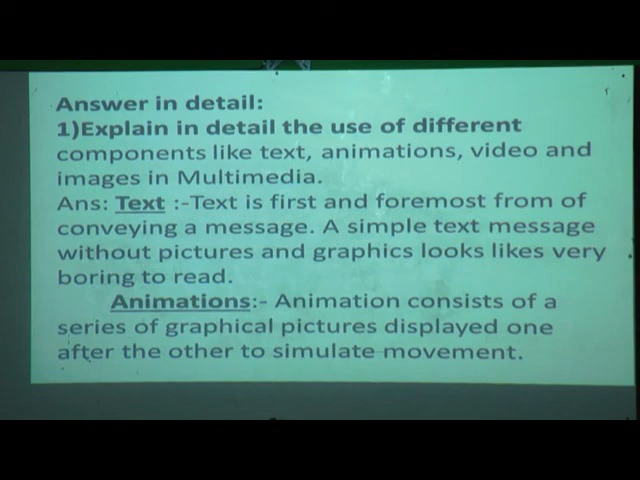 Answer in detail:
1)Explain in detail the use of different
components like text, animations, video and
images in Multimedia.
Ans: Text :-Text is first and foremost from of
conveying a message. A simple text message
without pictures and graphics looks likes very
boring to read.
Animations:- Animation consists of a
series of graphical pictures displayed one
after the other to simulate movement.